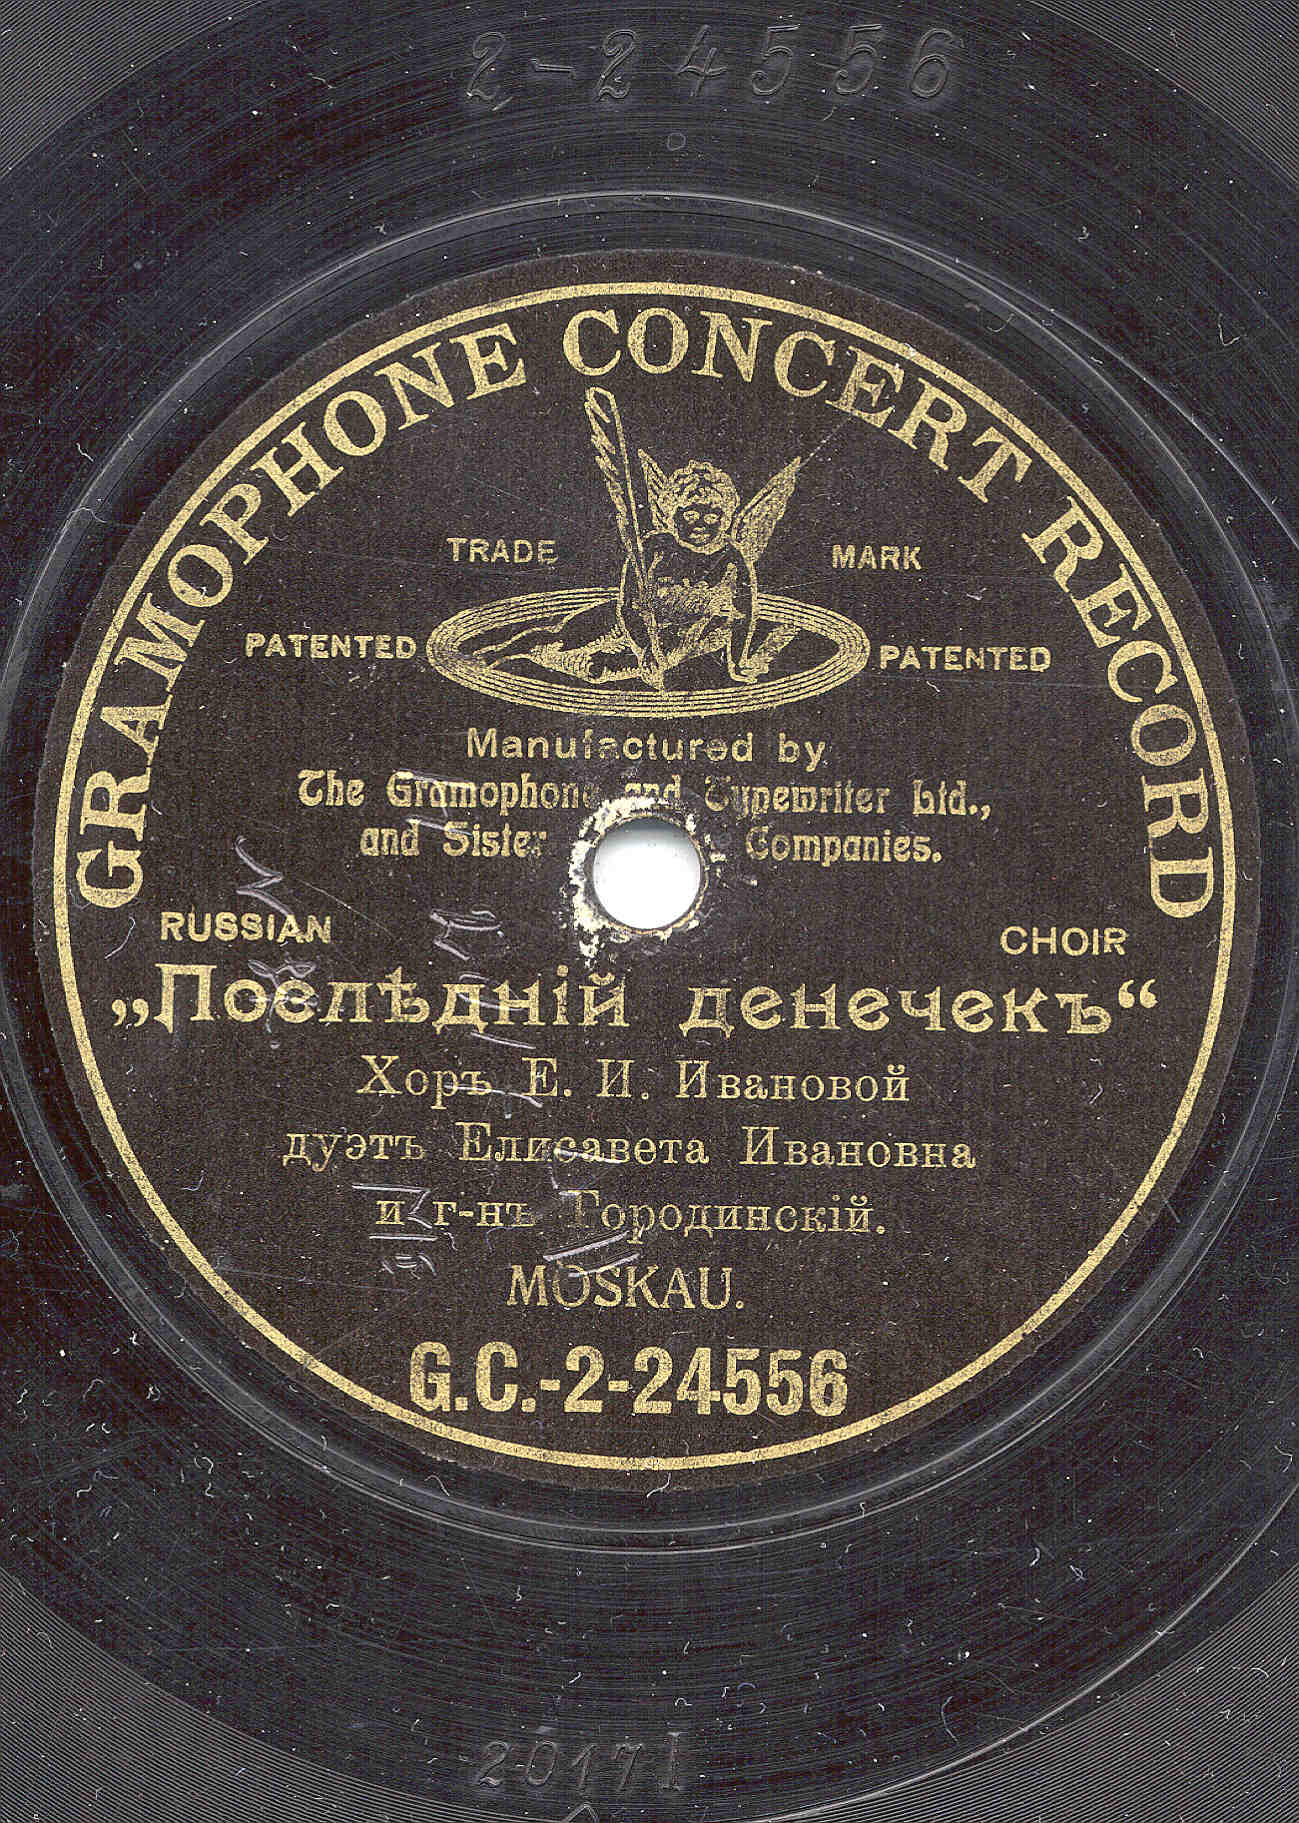 2-24556
GRAMOPHONE CONCERT RECORD
TRADE MARK
PATENTED PATENTED
Manufactured by
The Gramophone and Typewriter Ltd.,
and Sister Companies.
RUSSIAN CHOIR
„Послѣдній денечекъ“
Хоръ Е. И. Ивановой
дуэтъ Елисавета Ивановна
и г-нъ Городинскій.
MOSKAU.
G.C.-2-24556
2017 l